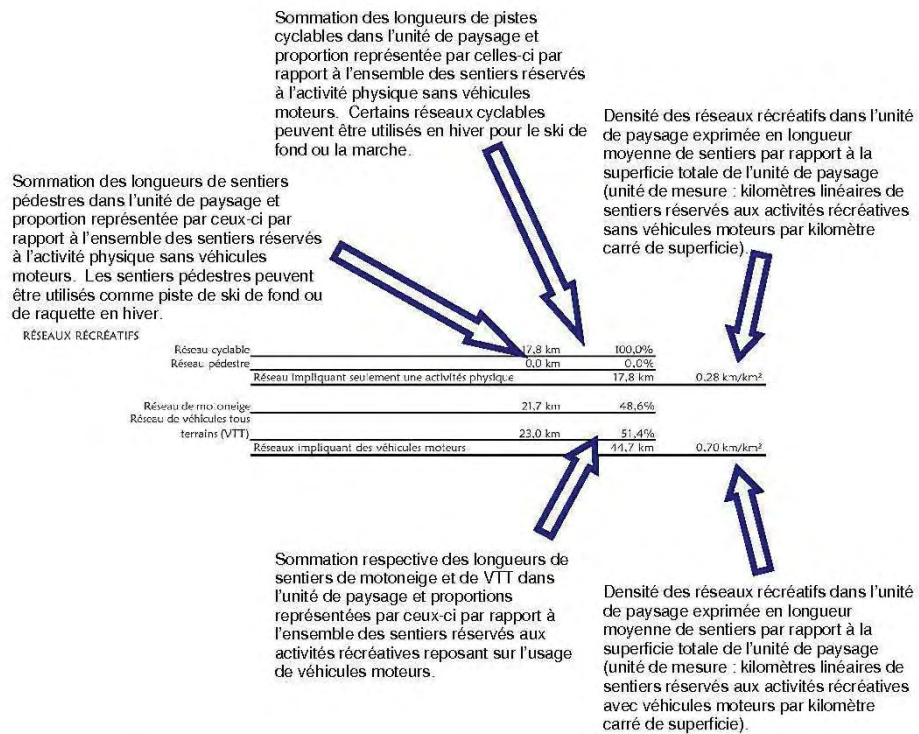 Sommation des longueurs de pistes
cyclables dans l'unité de paysage et
proportion représentée par celles-ci par
rapport à l'ensemble des sentiers réservés
à l'activité physique sans véhicules
moteurs. Certains réseaux cyclables
peuvent être utilisés en hiver pour le ski de
fond ou la marche.
Densité des réseaux récréatifs dans l'unité
de paysage exprimée en longueur
moyenne de sentiers par rapport à la
superficie totale de l'unité de paysage
(unité de mesure : kilomètres linéaires de
sentiers réservés aux activités récréatives
sans véhicules moteurs par kilomètre
carré de superficie).
Sommation des longueurs de sentiers
pédestres dans l'unité de paysage et
proportion représentée par ceux-ci par
rapport à l'ensemble des sentiers réservés
à l'activité physique sans véhicules
moteurs. Les sentiers pédestres peuvent
être utilisés comme piste de ski de fond ou
de raquette en hiver.
RÉSEAUX RÉCRÉATIFS
Réseau cyclable 17,8 km 100,0%
Réseau pédestre 0,0 km 0,0%
Réseau impliquant seulement une activités physique 17,8 km 0,28 km/km²
Réseau de motoneige 21,7 km 48,6%
Réseau de véhicules tous
terrains (VTT) 23,0 km 51,4%
Réseaux impliquant des véhicules moteurs 44,7 km 0,70 km/km²
Sommation respective des longueurs de
sentiers de motoneige et de VTT dans
l'unité de paysage et proportions
représentées par ceux-ci par rapport à
l'ensemble des sentiers réservés aux
activités récréatives reposant sur l'usage
de véhicules moteurs.
Densité des réseaux récréatifs dans l'unité
de paysage exprimée en longueur
moyenne de sentiers par rapport à la
superficie totale de l'unité de paysage
(unité de mesure : kilomètres linéaires de
sentiers réservés aux activités récréatives
avec véhicules moteurs par kilomètre
carré de superficie).